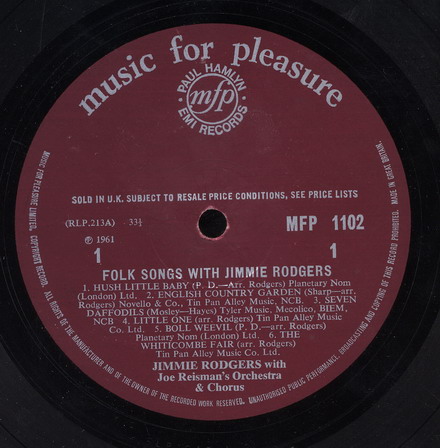 music for pleasure
PAUL HAMLYN
mfp
EMI RECORDS
SOLD IN U.K. SUBJECT TO RESALE PRICE CONDITIONS, SEE PRICE LISTS
(RLP.213A) - 33⅓
MFP 1102
℗ 1961
1
1
FOLK SONGS WITH JIMMIE RODGERS
1. HUSH LITTLE BABY (P. D.—Arr. Rodgers) Planetary Nom
(London) Ltd. 2. ENGLISH COUNTRY GARDEN (Sharp—arr.
Rodgers) Novello & Co., Tin Pan Alley Music, NCB. 3. SEVEN
DAFFODILS (Mosley—Hayes) Tyler Music, Mecolico, BIEM,
NCB 4. LITTLE ONE (arr. Rodgers) Tin Pan Alley Music
Co. Ltd. 5. BOLL WEEVIL (P. D.—arr. Rodgers)
Planetary Nom (London) Ltd. 6. THE
WHITICOMBE FAIR (arr. Rodgers)
Tin Pan Alley Music Co. Ltd.
JIMMIE RODGERS with
Joe Reisman's Orchestra
& Chorus
MUSIC FOR PLEASURE LIMITED. COPYRIGHT RECORD. ALL RIGHTS OF THE MANUFACTURER AND OF THE OWNER OF THE RECORDED WORK RESERVED. UNAUTHORISED PUBLIC PERFORMANCE, BROADCASTING AND COPYING OF THIS RECORD PROHIBITED. MADE IN GREAT BRITAIN.